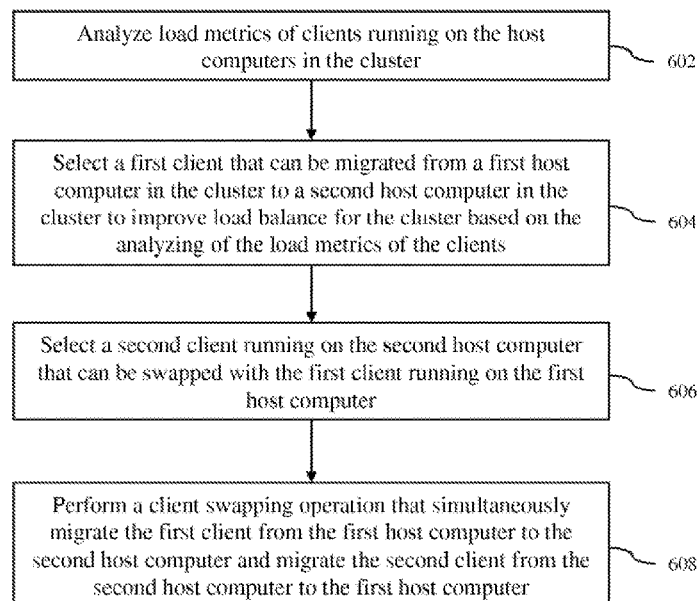 Analyze load metrics of clients running on the host
computers in the cluster
602
Select a first client that can be migrated from a first host
computer in the cluster to a second host computer in the
cluster to improve load balance for the cluster based on the
analyzing of the load metrics of the clients
604
Select a second client running on the second host computer
that can be swapped with the first client running on the first
host computer
606
Perform a client swapping operation that simultaneously
migrate the first client from the first host computer to the
second host computer and migrate the second client from the
second host computer to the first host computer
608